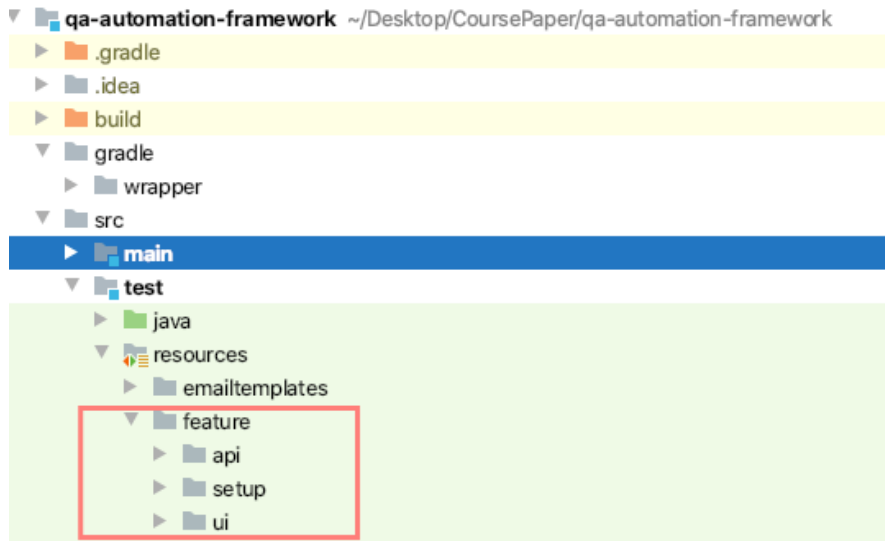 qa-automation-framework ~/Desktop/CoursePaper/qa-automation-framework
.gradle
.idea
build
gradle
wrapper
src
main
test
java
resources
emailtemplates
feature
api
setup
ui